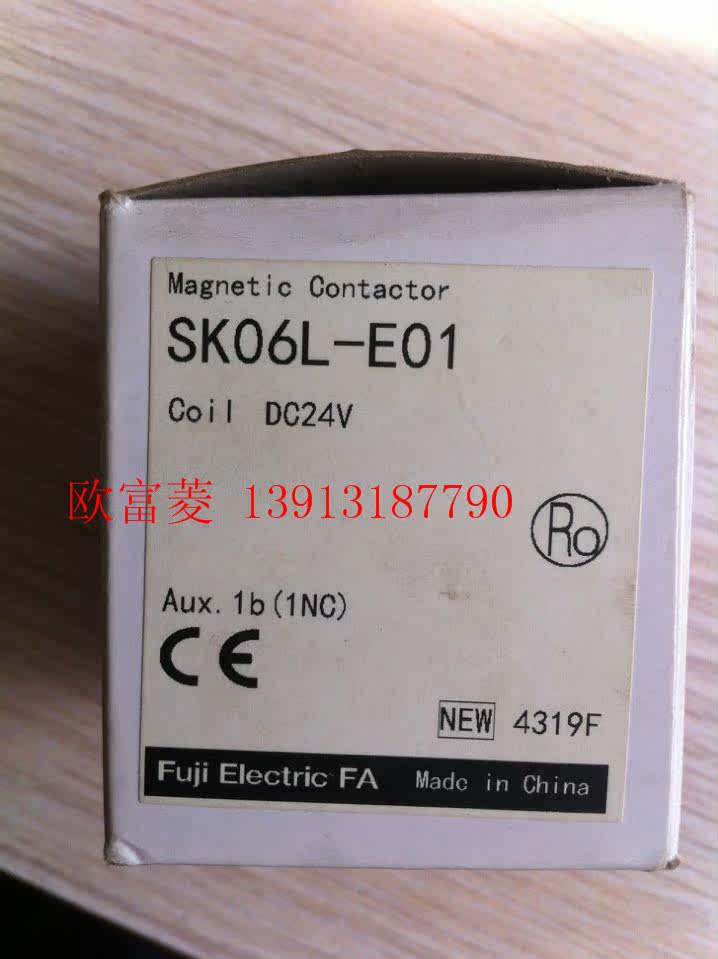 Magnetic Contactor
SK06L-E01
Coil DC24V
欧富菱 13913187790
Ro
Aux. 1b(1NC)
CE
NEW 4319F
Fuji Electric FA Made in China